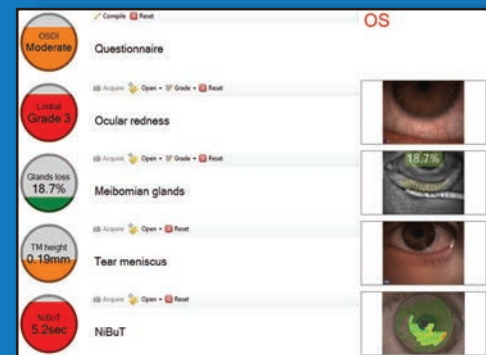 Compile Reset
OS
OSDI
Moderate
Questionnaire
Acquire Open Grade Reset
Limbal
Grade 3
Ocular redness
Acquire Open Grade Reset
18.7%
Glands loss
18.7%
Meibomian glands
Acquire Open Reset
TM height
0.19mm
Tear meniscus
Acquire Open Reset
NiBuT
5.2sec
NiBuT